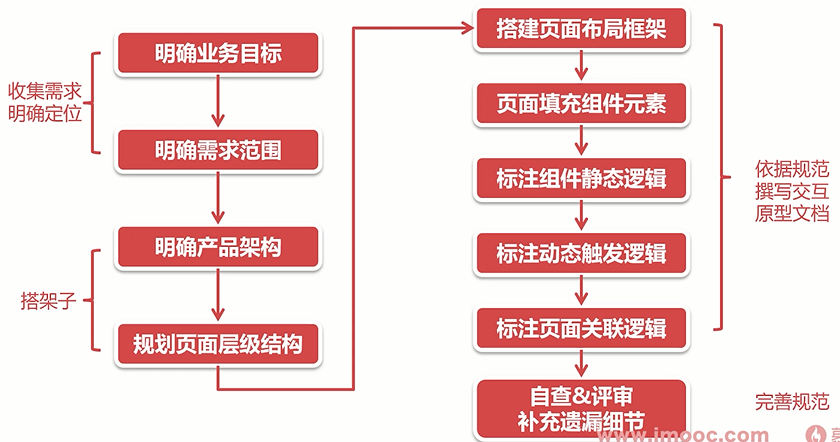 收集需求
明确定位
明确业务目标
明确需求范围
搭架子
明确产品架构
规划页面层级结构
搭建页面布局框架
页面填充组件元素
标注组件静态逻辑
标注动态触发逻辑
标注页面关联逻辑
依据规范
撰写交互
原型文档
自查&评审
补充遗漏细节
完善规范
www.imooc.com